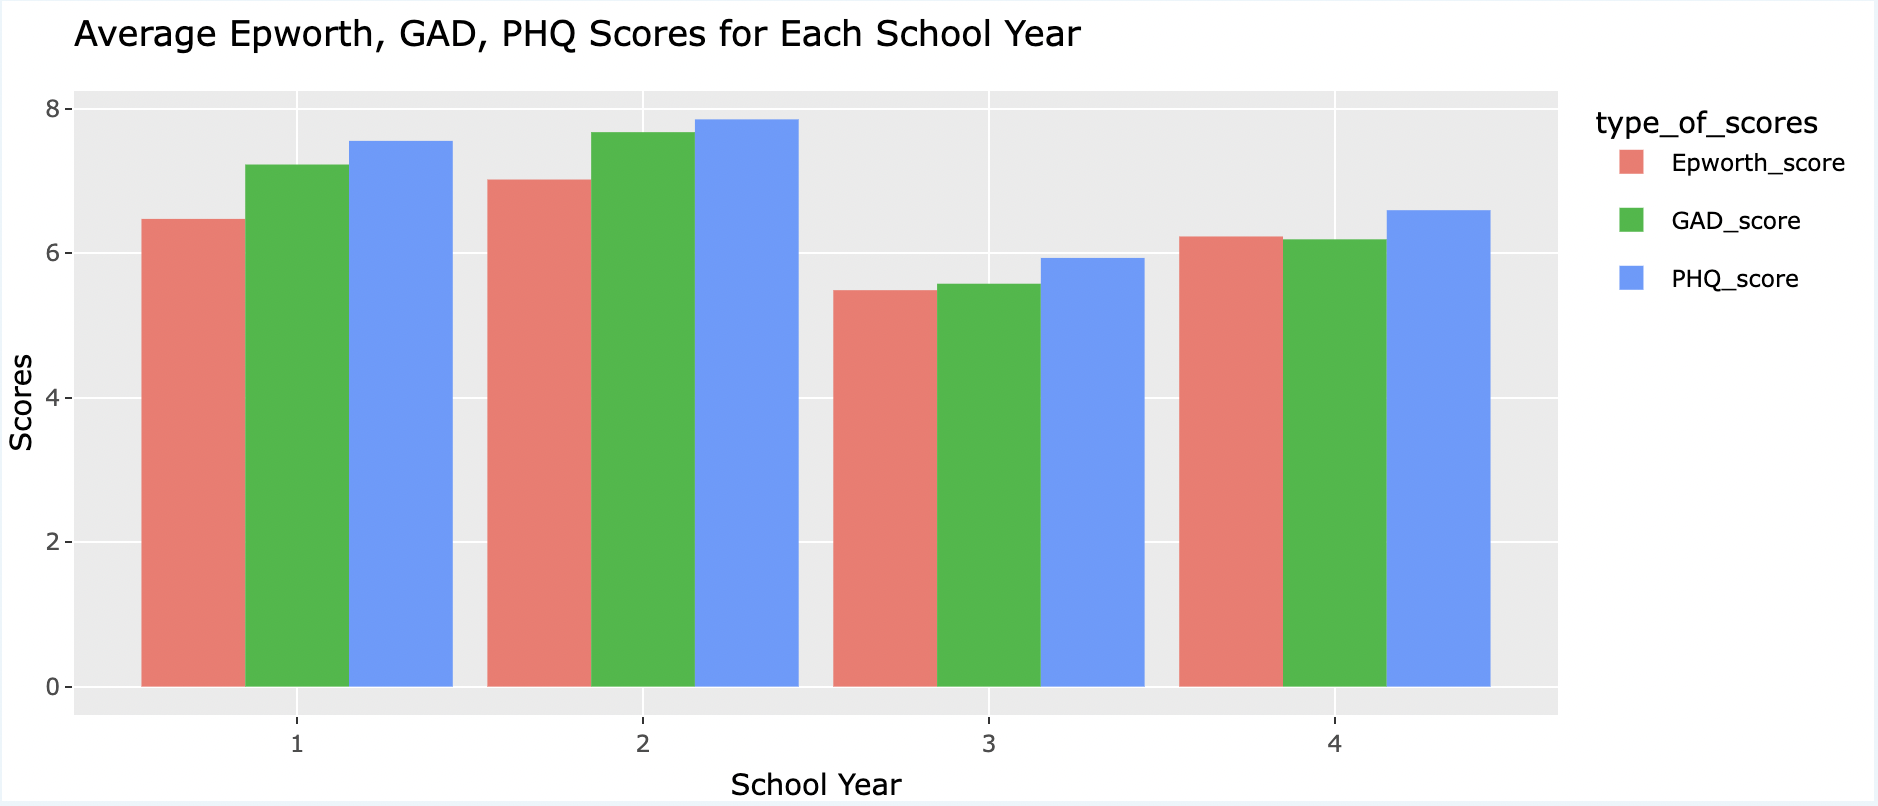 Average Epworth, GAD, PHQ Scores for Each School Year
8
6
4
2
0
Scores
1 2 3 4
School Year
type_of_scores
Epworth_score
GAD_score
PHQ_score